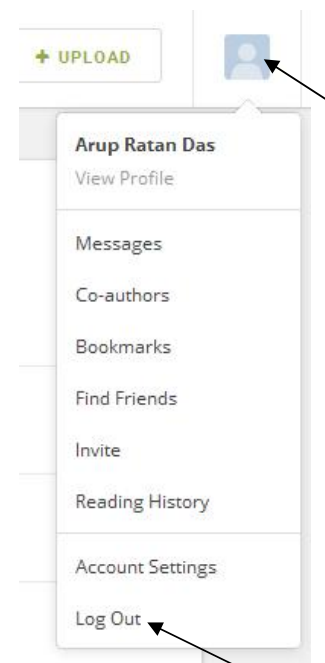 + UPLOAD
Arup Ratan Das
View Profile
Messages
Co-authors
Bookmarks
Find Friends
Invite
Reading History
Account Settings
Log Out